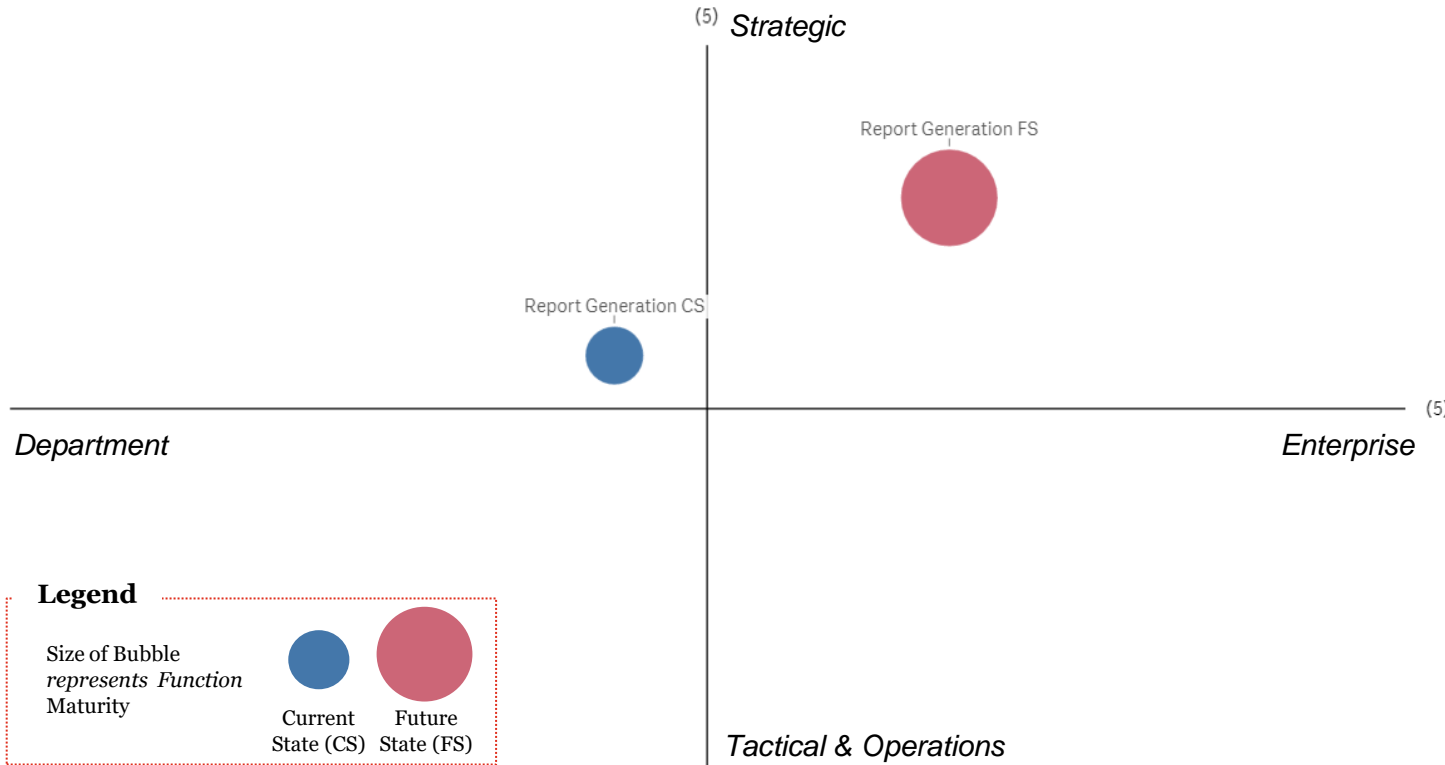 (5) Strategic
Report Generation FS
Report Generation CS
(5)
Department
Enterprise
Legend
Size of Bubble
represents Function
Maturity
Current
State (CS)
Future
State (FS)
Tactical & Operations